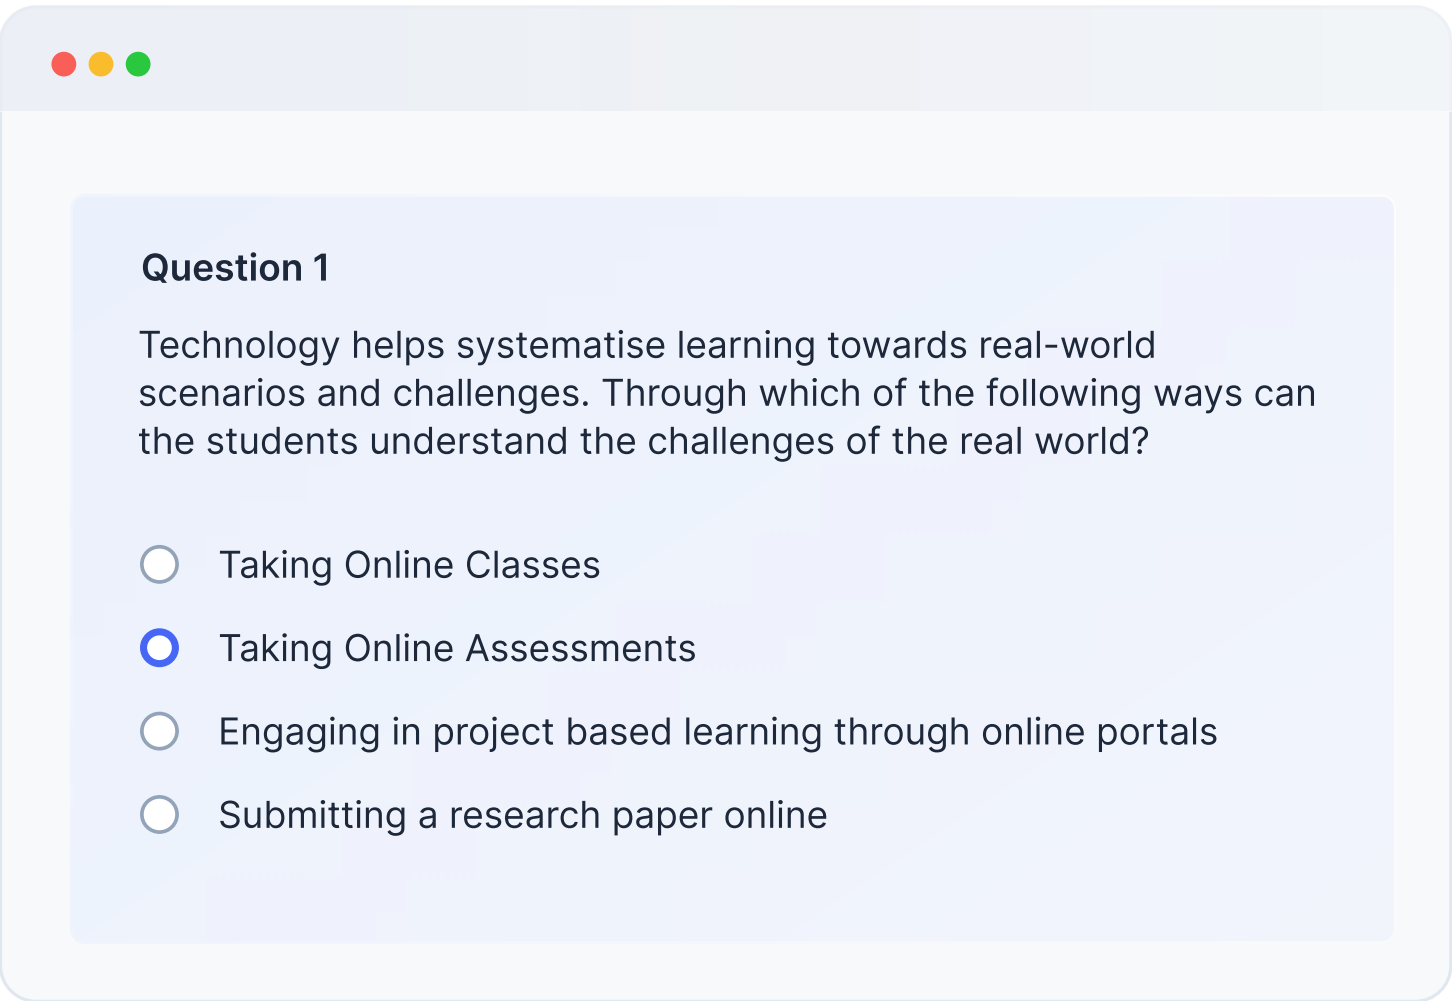 Question 1
Technology helps systematise learning towards real-world
scenarios and challenges. Through which of the following ways can
the students understand the challenges of the real world?
Taking Online Classes
Taking Online Assessments
Engaging in project based learning through online portals
Submitting a research paper online